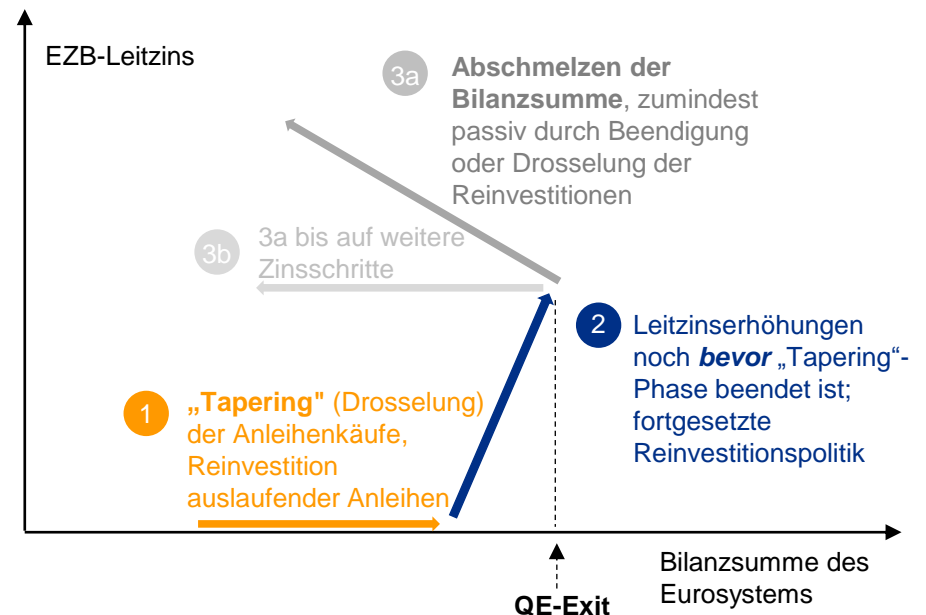 EZB-Leitzins
3a
Abschmelzen der
Bilanzsumme, zumindest
passiv durch Beendigung
oder Drosselung der
Reinvestitionen
3b
3a bis auf weitere
Zinsschritte
2
Leitzinserhöhungen
noch bevor „Tapering“-
Phase beendet ist;
fortgesetzte
Reinvestitionspolitik
1
„Tapering" (Drosselung)
der Anleihenkäufe,
Reinvestition
auslaufender Anleihen
Bilanzsumme des
Eurosystems
QE-Exit